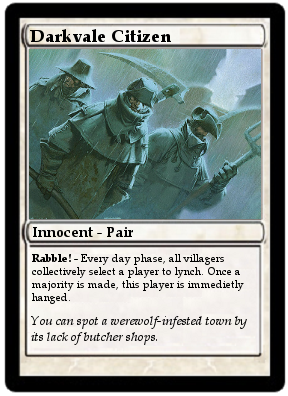 Darkvale Citizen
Innocent - Pair
Rabble! - Every day phase, all villagers
collectively select a player to lynch. Once a
majority is made, this player is immedietly
hanged.
You can spot a werewolf-infested town by
its lack of butcher shops.